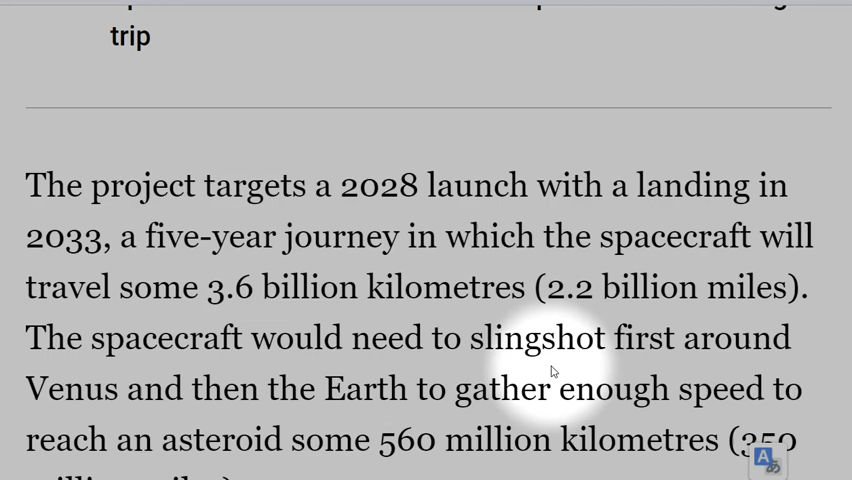 trip
The project targets a 2028 launch with a landing in
2033, a five-year journey in which the spacecraft will
travel some 3.6 billion kilometres (2.2 billion miles).
The spacecraft would need to slingshot first around
Venus and then the Earth to gather enough speed to
reach an asteroid some 560 million kilometres (350